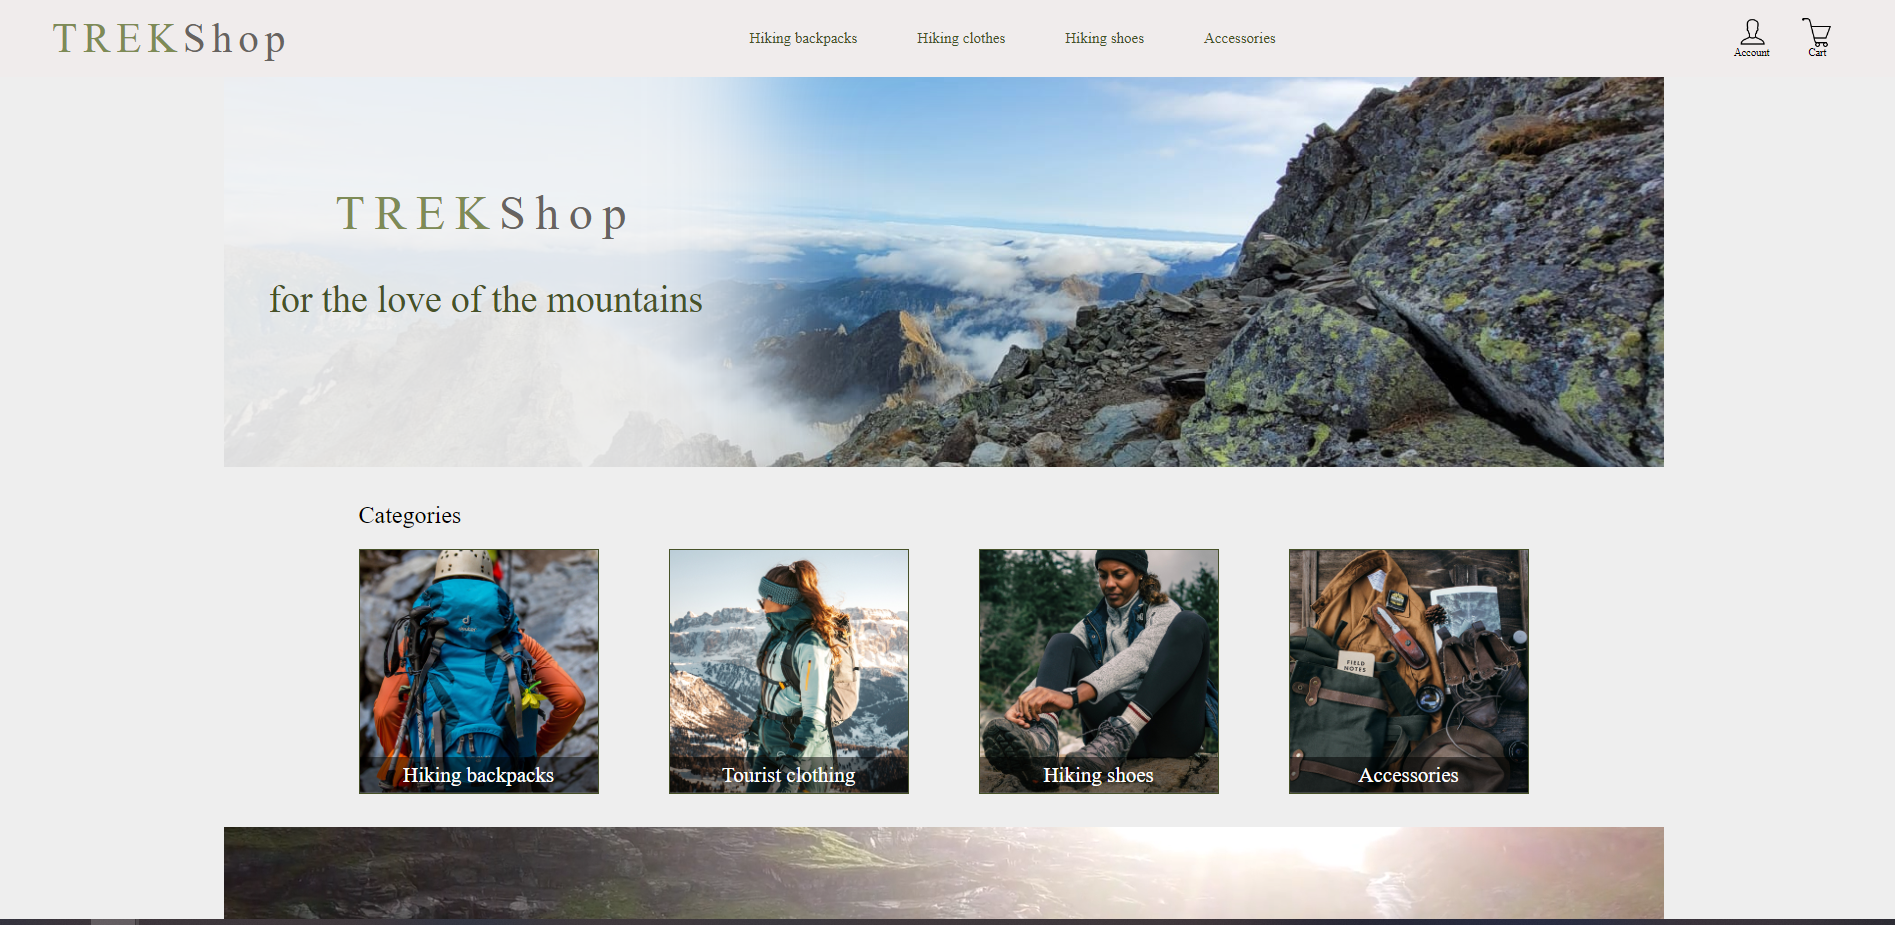 TREKShop
Hiking backpacks
Hiking clothes
Hiking shoes
Accessories
Account
Cart
TREKShop
for the love of the mountains
Categories
deuter
FIELD
NOTES
Hiking backpacks
Tourist clothing
Hiking shoes
Accessories